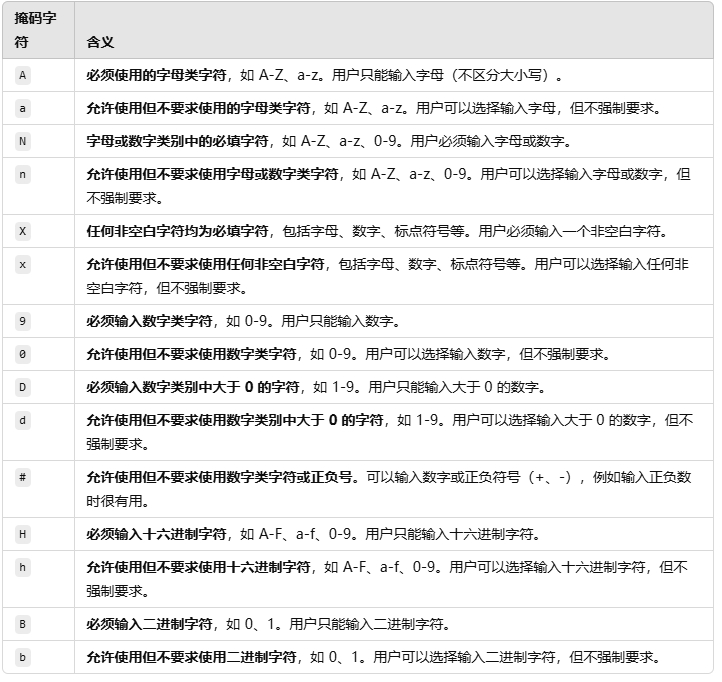 掩码字
符
含义
A
必须使用的字母类字符，如 A-Z、a-z。用户只能输入字母（不区分大小写）。
a
允许使用但不要求使用的字母类字符，如 A-Z、a-z。用户可以选择输入字母，但不强制要求。
N
字母或数字类别中的必填字符，如 A-Z、a-z、0-9。用户必须输入字母或数字。
n
允许使用但不要求使用字母或数字类字符，如 A-Z、a-z、0-9。用户可以选择输入字母或数字，但
不强制要求。
X
任何非空白字符均为必填字符，包括字母、数字、标点符号等。用户必须输入一个非空白字符。
x
允许使用但不要求使用任何非空白字符，包括字母、数字、标点符号等。用户可以选择输入任何非
空白字符，但不强制要求。
9
必须输入数字类字符，如 0-9。用户只能输入数字。
0
允许使用但不要求使用数字类字符，如 0-9。用户可以选择输入数字，但不强制要求。
D
必须输入数字类别中大于 0 的字符，如 1-9。用户只能输入大于 0 的数字。
d
允许使用但不要求使用数字类别中大于 0 的字符，如 1-9。用户可以选择输入大于 0 的数字，但不
强制要求。
#
允许使用但不要求使用数字类字符或正负号。可以输入数字或正负符号（+、-），例如输入正负数
时很有用。
H
必须输入十六进制字符，如 A-F、a-f、0-9。用户只能输入十六进制字符。
h
允许使用但不要求使用十六进制字符，如 A-F、a-f、0-9。用户可以选择输入十六进制字符，但不
强制要求。
B
必须输入二进制字符，如 0、1。用户只能输入二进制字符。
b
允许使用但不要求使用二进制字符，如 0、1。用户可以选择输入二进制字符，但不强制要求。